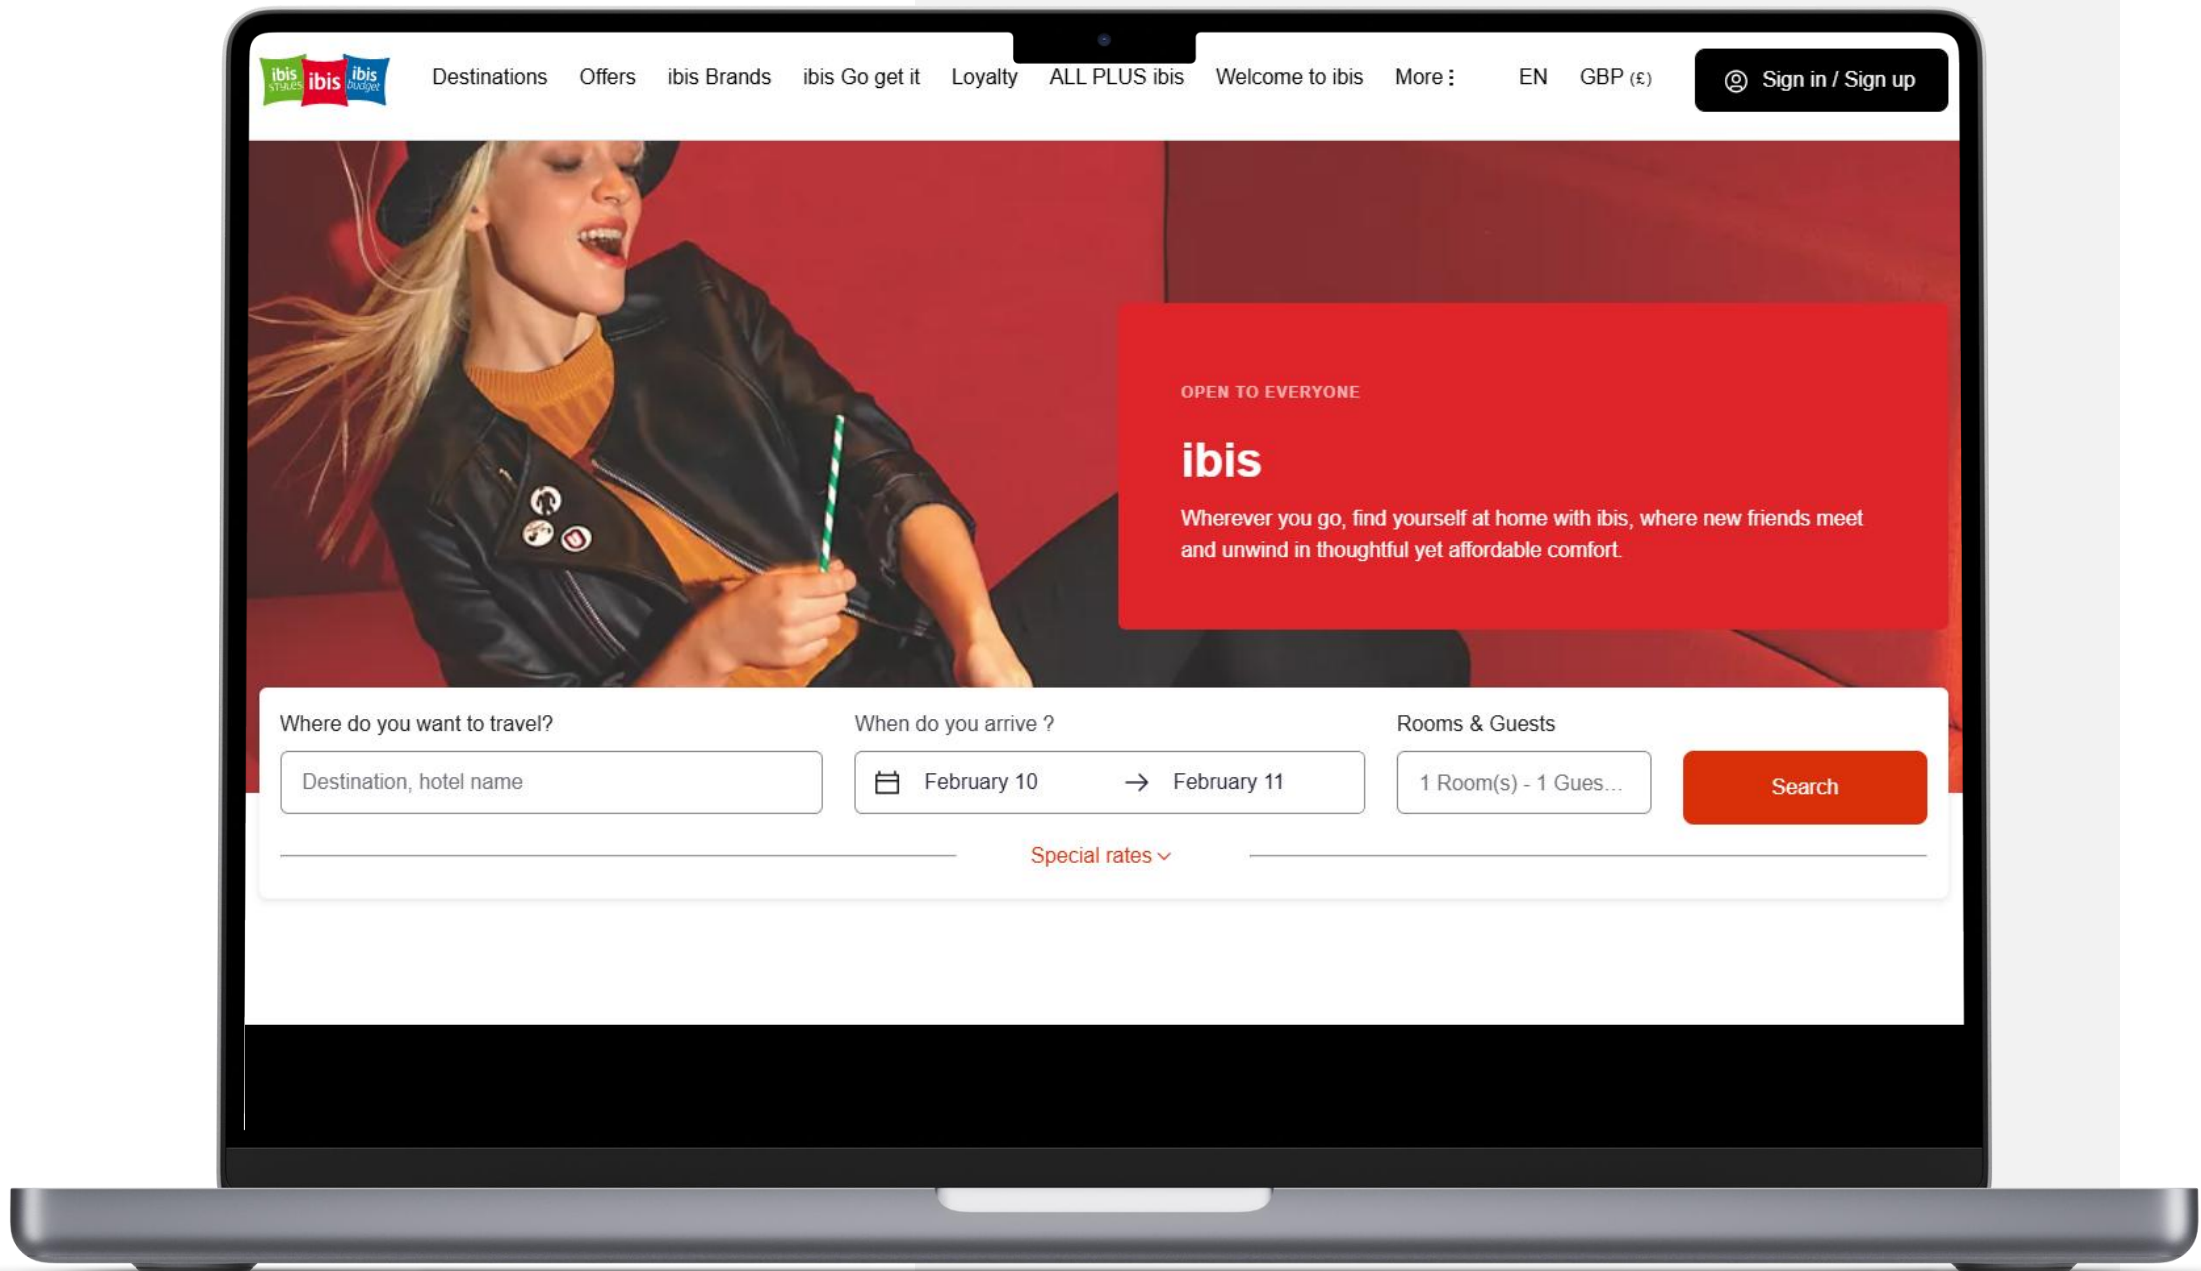 ibis
STYLES
ibis
ibis
budget
Destinations
Offers
ibis Brands
ibis Go get it
Loyalty
ALL PLUS ibis
Welcome to ibis
More
EN
GBP (£)
Sign in / Sign up
OPEN TO EVERYONE
ibis
Wherever you go, find yourself at home with ibis, where new friends meet
and unwind in thoughtful yet affordable comfort.
Where do you want to travel?
Destination, hotel name
When do you arrive ?
February 10 → February 11
Rooms & Guests
1 Room(s) - 1 Gues...
Search
Special rates